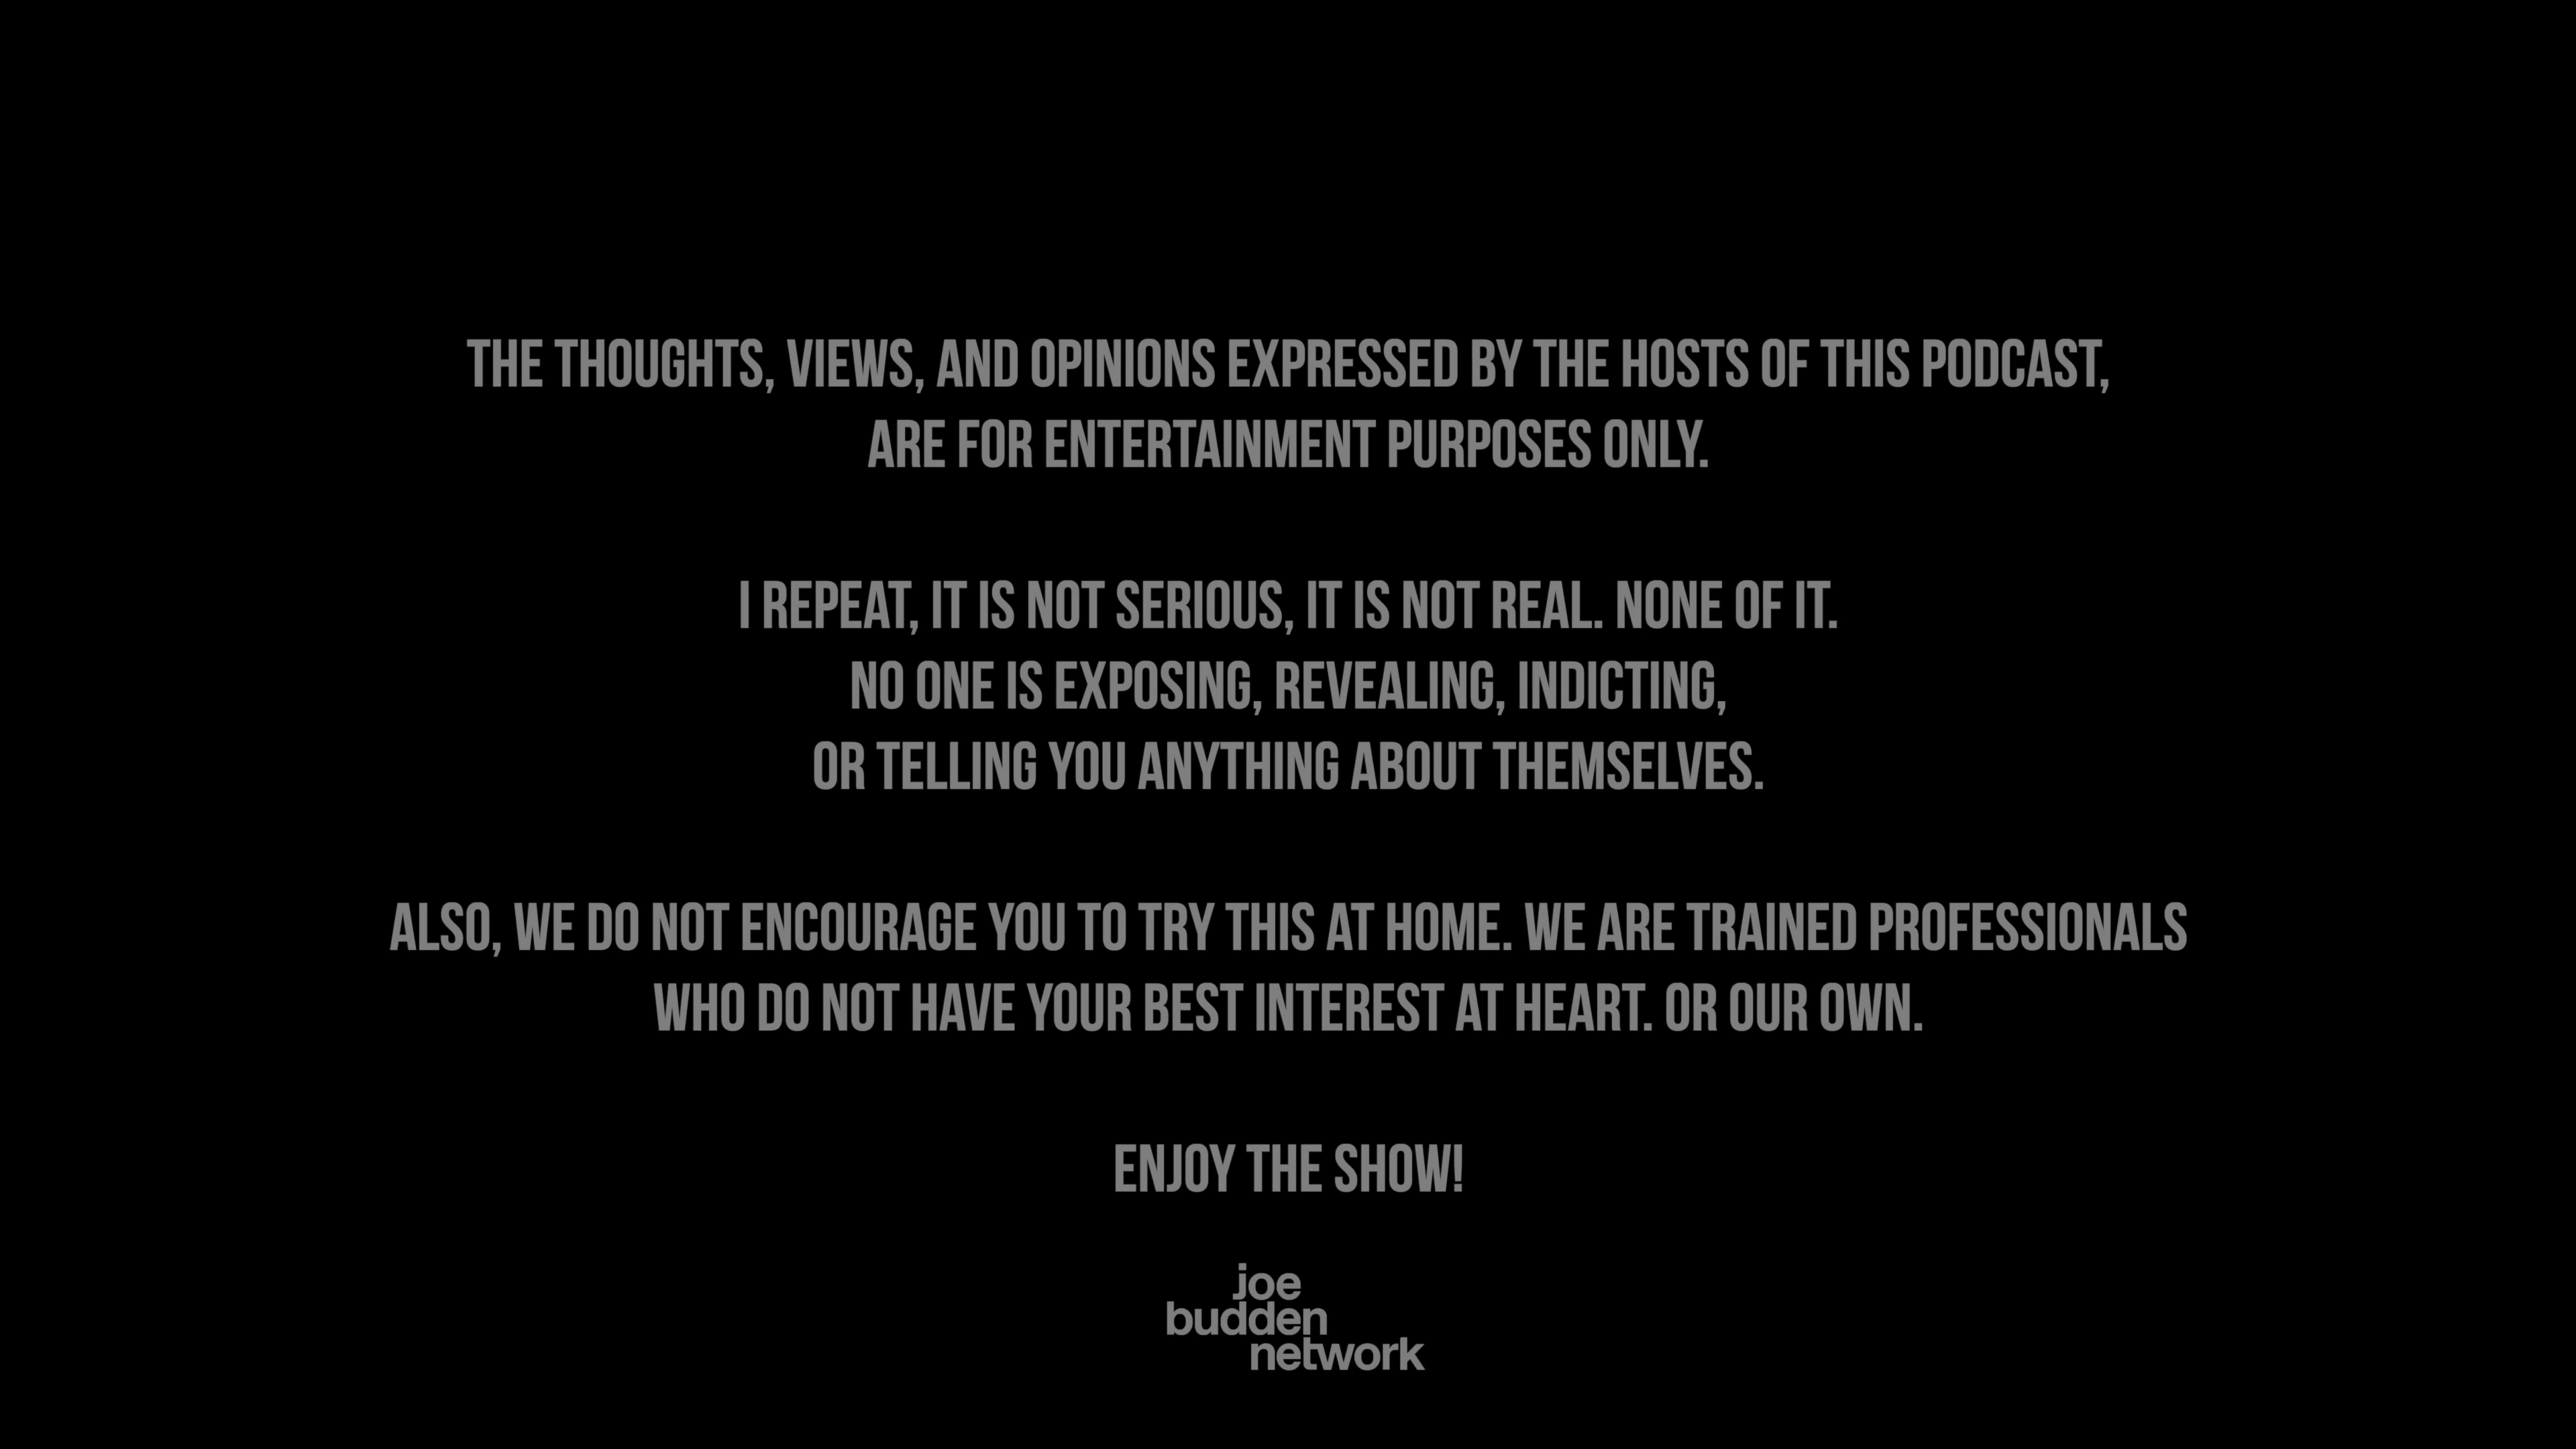 THE THOUGHTS, VIEWS, AND OPINIONS EXPRESSED BY THE HOSTS OF THIS PODCAST,
ARE FOR ENTERTAINMENT PURPOSES ONLY.
I REPEAT, IT IS NOT SERIOUS, IT IS NOT REAL. NONE OF IT.
NO ONE IS EXPOSING, REVEALING, INDICTING,
OR TELLING YOU ANYTHING ABOUT THEMSELVES.
ALSO, WE DO NOT ENCOURAGE YOU TO TRY THIS AT HOME. WE ARE TRAINED PROFESSIONALS
WHO DO NOT HAVE YOUR BEST INTEREST AT HEART. OR OUR OWN.
ENJOY THE SHOW!
joe
budden
network